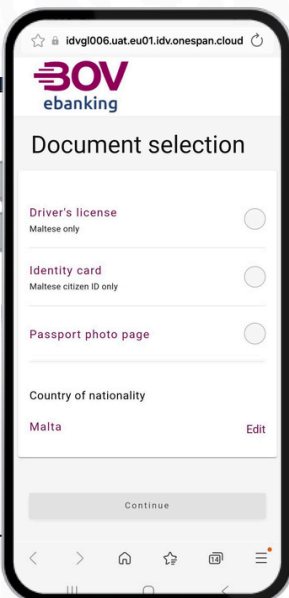 idvgl006.uat.eu01.idv.onespan.cloud
BOV
ebanking
Document selection
Driver's license
Maltese only
Identity card
Maltese citizen ID only
Passport photo page
Country of nationality
Malta
Edit
Continue
14